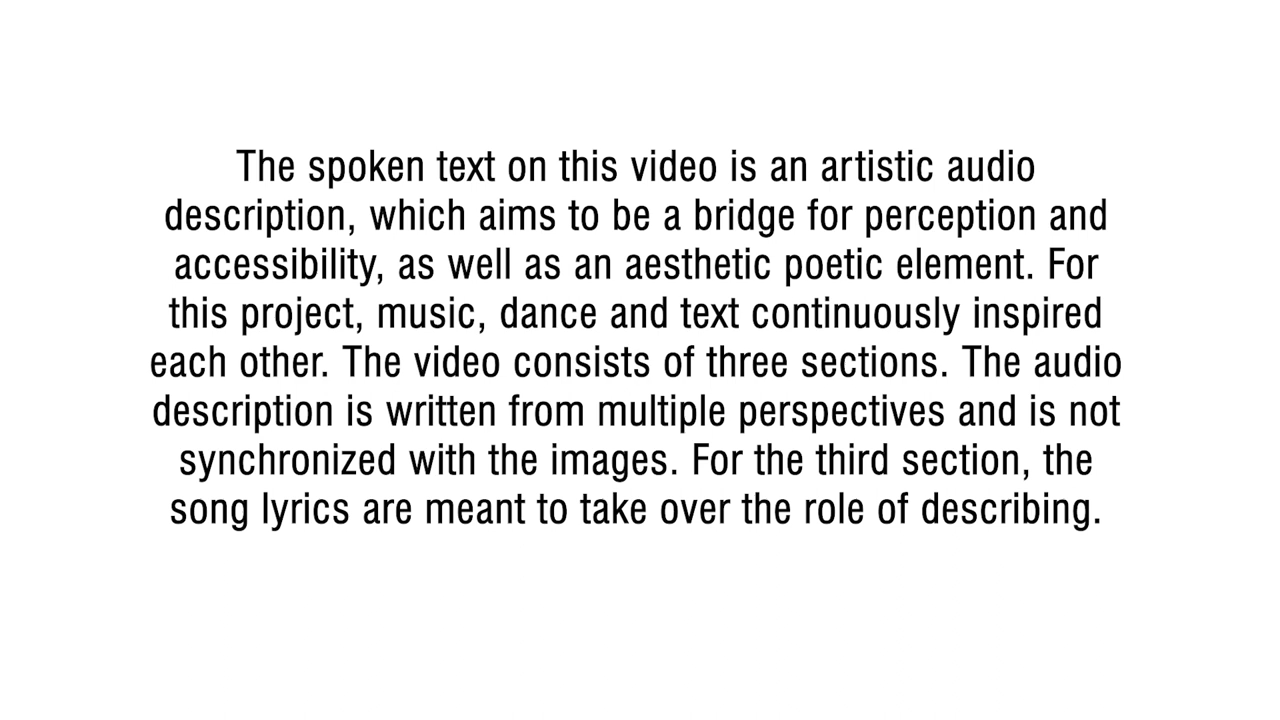 The spoken text on this video is an artistic audio
description, which aims to be a bridge for perception and
accessibility, as well as an aesthetic poetic element. For
this project, music, dance and text continuously inspired
each other. The video consists of three sections. The audio
description is written from multiple perspectives and is not
synchronized with the images. For the third section, the
song lyrics are meant to take over the role of describing.